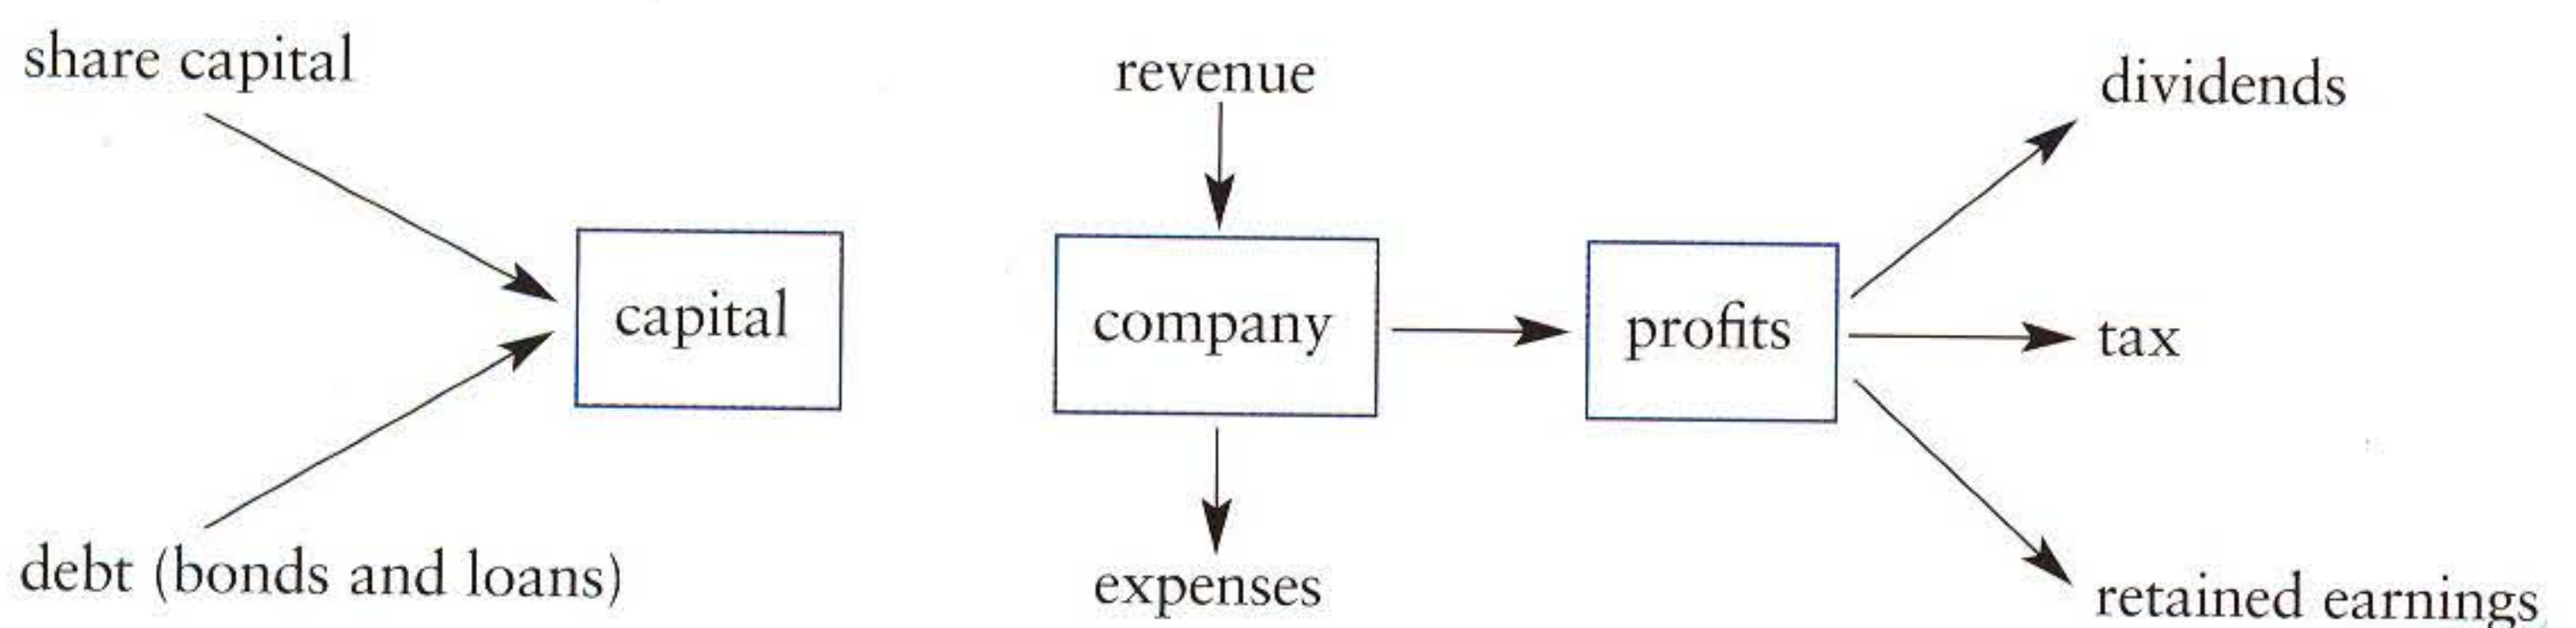 share capital
debt (bonds and loans)
capital
revenue
company
expenses
profits
dividends
tax
retained earnings